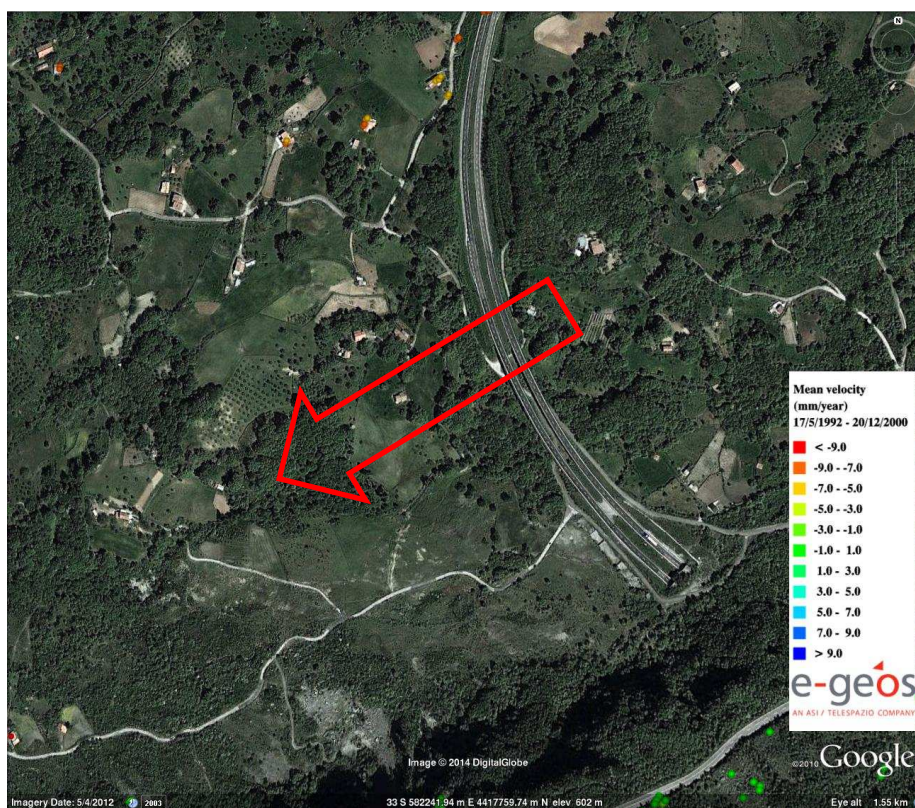 N
Mean velocity
(mm/year)
17/5/1992 - 20/12/2000
< -9.0
-9.0 - -7.0
-7.0 - -5.0
-5.0 - -3.0
-3.0 - -1.0
-1.0 - 1.0
1.0 - 3.0
3.0 - 5.0
5.0 - 7.0
7.0 - 9.0
> 9.0
e-geos
AN ASI / TELESPAZIO COMPANY
©2010 Google
Image © 2014 DigitalGlobe
Imagery Date: 5/4/2012 2003 33 S 582241.94 m E 4417759.74 m N elev 602 m Eye alt 1.55 km